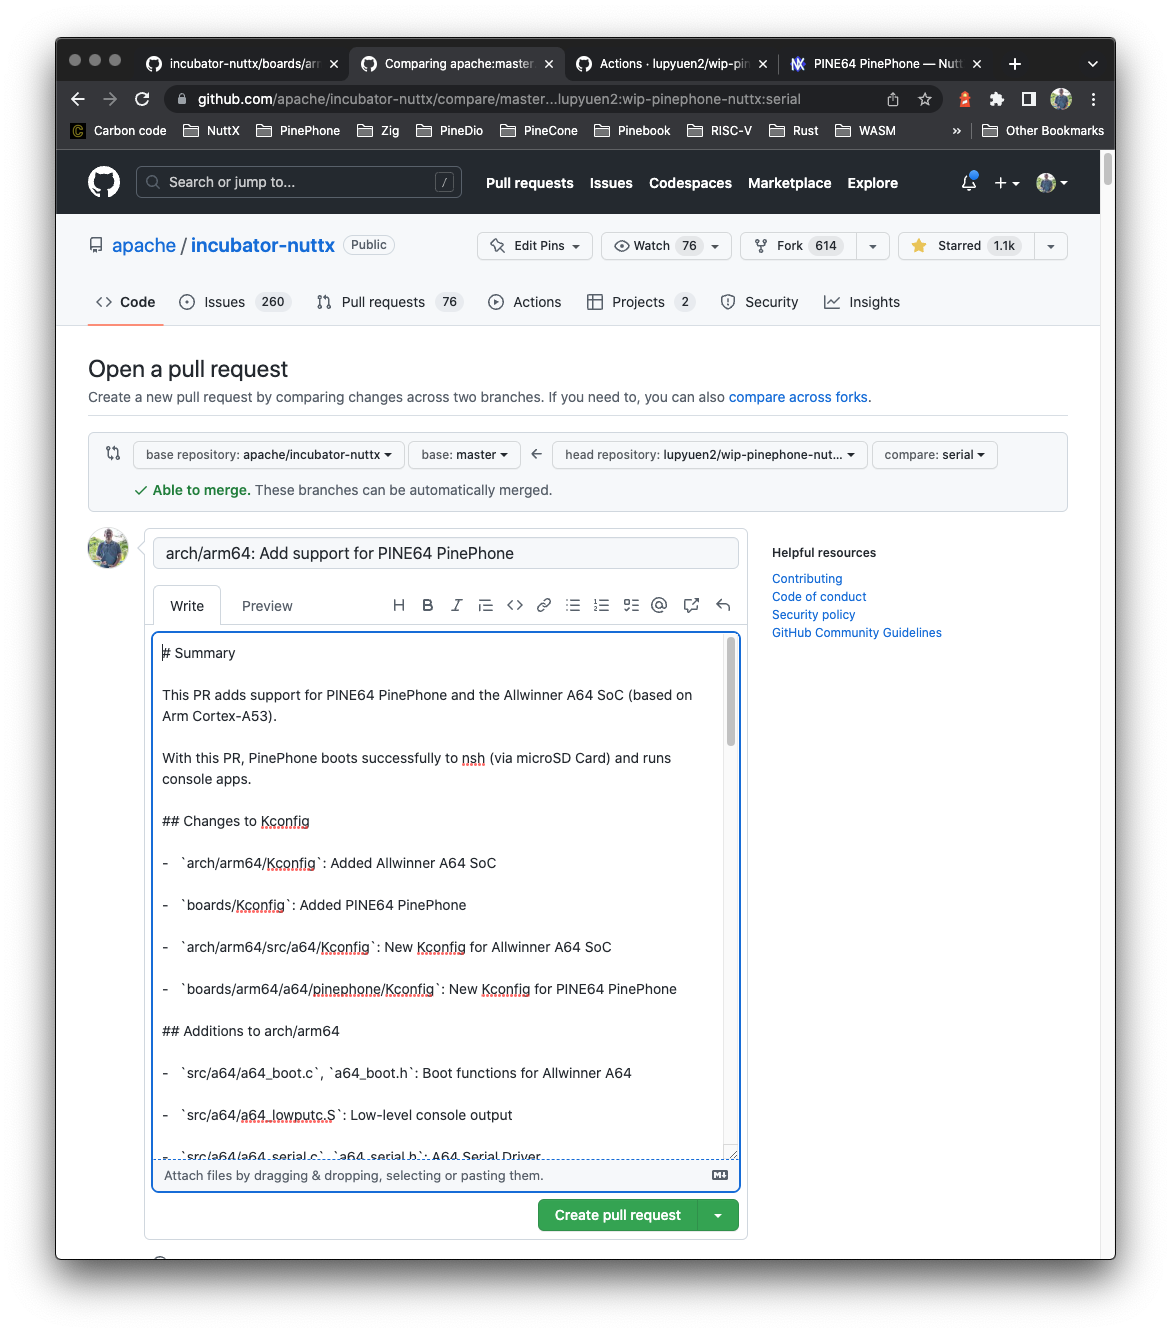 incubator-nuttx/boards/arm
Comparing apache:master
Actions · lupyuen2/wip-pin
PINE64 PinePhone — Nutt
github.com/apache/incubator-nuttx/compare/master...lupyuen2:wip-pinephone-nuttx:serial
Carbon code NuttX PinePhone Zig PineDio PineCone Pinebook RISC-V Rust WASM » Other Bookmarks
Search or jump to... /
Pull requests Issues Codespaces Marketplace Explore
apache / incubator-nuttx Public
Edit Pins Watch 76 Fork 614 Starred 1.1k
Code Issues 260 Pull requests 76 Actions Projects 2 Security Insights
Open a pull request
Create a new pull request by comparing changes across two branches. If you need to, you can also compare across forks.
base repository: apache/incubator-nuttx base: master ← head repository: lupyuen2/wip-pinephone-nut... compare: serial
Able to merge. These branches can be automatically merged.
arch/arm64: Add support for PINE64 PinePhone
Write Preview
Helpful resources
Contributing
Code of conduct
Security policy
GitHub Community Guidelines
# Summary
This PR adds support for PINE64 PinePhone and the Allwinner A64 SoC (based on
Arm Cortex-A53).
With this PR, PinePhone boots successfully to nsh (via microSD Card) and runs
console apps.
## Changes to Kconfig
- `arch/arm64/Kconfig`: Added Allwinner A64 SoC
- `boards/Kconfig`: Added PINE64 PinePhone
- `arch/arm64/src/a64/Kconfig`: New Kconfig for Allwinner A64 SoC
- `boards/arm64/a64/pinephone/Kconfig`: New Kconfig for PINE64 PinePhone
## Additions to arch/arm64
- `src/a64/a64_boot.c`, `a64_boot.h`: Boot functions for Allwinner A64
- `src/a64/a64_lowputc.S`: Low-level console output
- `src/a64/a64_serial.c`, `a64_serial.h`: A64 Serial Driver
Attach files by dragging & dropping, selecting or pasting them.
Create pull request